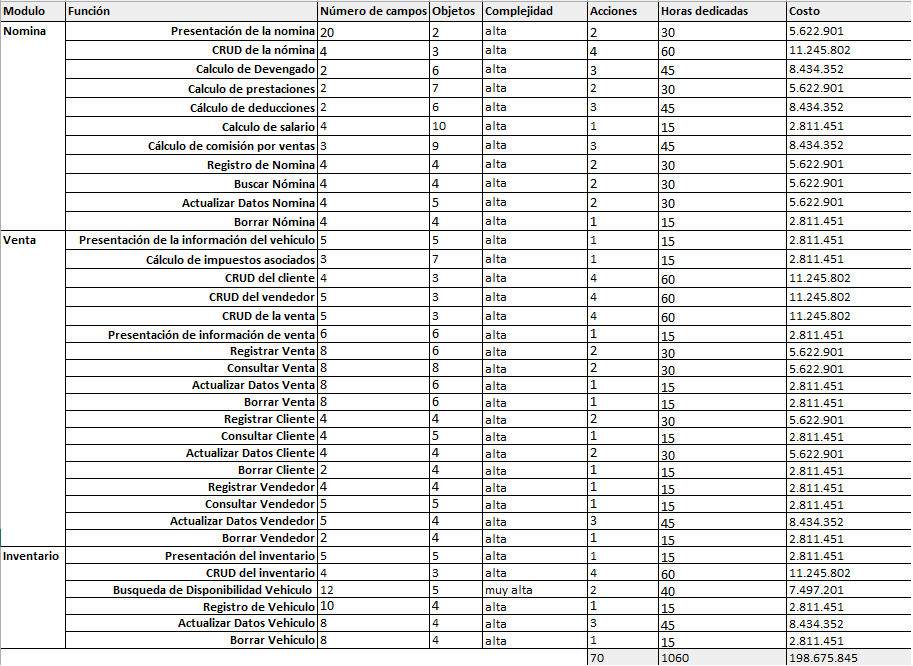 Modulo Función Número de campos Objetos Complejidad Acciones Horas dedicadas Costo
Nomina Presentación de la nomina 20 2 alta 2 30 5.622.901
CRUD de la nómina 4 3 alta 4 60 11.245.802
Calculo de Devengado 2 6 alta 3 45 8.434.352
Calculo de prestaciones 2 7 alta 2 30 5.622.901
Cálculo de deducciones 2 6 alta 3 45 8.434.352
Calculo de salario 4 10 alta 1 15 2.811.451
Cálculo de comisión por ventas 3 9 alta 3 45 8.434.352
Registro de Nomina 4 4 alta 2 30 5.622.901
Buscar Nómina 4 4 alta 2 30 5.622.901
Actualizar Datos Nomina 4 5 alta 2 30 5.622.901
Borrar Nómina 4 4 alta 1 15 2.811.451
Venta Presentación de la información del vehiculo 5 5 alta 1 15 2.811.451
Cálculo de impuestos asociados 3 7 alta 1 15 2.811.451
CRUD del cliente 4 3 alta 4 60 11.245.802
CRUD del vendedor 5 3 alta 4 60 11.245.802
CRUD de la venta 5 3 alta 4 60 11.245.802
Presentación de información de venta 6 6 alta 1 15 2.811.451
Registrar Venta 8 6 alta 2 30 5.622.901
Consultar Venta 8 8 alta 2 30 5.622.901
Actualizar Datos Venta 8 6 alta 1 15 2.811.451
Borrar Venta 8 6 alta 1 15 2.811.451
Registrar Cliente 4 4 alta 2 30 5.622.901
Consultar Cliente 4 5 alta 1 15 2.811.451
Actualizar Datos Cliente 4 4 alta 2 30 5.622.901
Borrar Cliente 2 4 alta 1 15 2.811.451
Registrar Vendedor 4 4 alta 1 15 2.811.451
Consultar Vendedor 5 5 alta 1 15 2.811.451
Actualizar Datos Vendedor 5 4 alta 3 45 8.434.352
Borrar Vendedor 2 4 alta 1 15 2.811.451
Inventario Presentación del inventario 5 5 alta 1 15 2.811.451
CRUD del inventario 4 3 alta 4 60 11.245.802
Busqueda de Disponibilidad Vehiculo 12 5 muy alta 2 40 7.497.201
Registro de Vehiculo 10 4 alta 1 15 2.811.451
Actualizar Datos Vehiculo 8 4 alta 3 45 8.434.352
Borrar Vehiculo 8 4 alta 1 15 2.811.451
70 1060 198.675.845